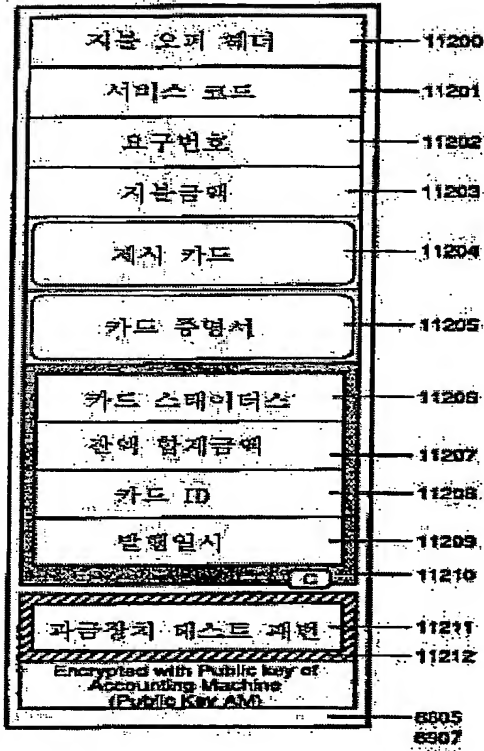 지불 오퍼 헤더 11200
서비스 코드 11201
요구번호 11202
지불금액 11203
제시 카드 11204
카드 증명서 11205
카드 스테이터스 11206
잔액 합계금액 11207
카드 ID 11208
발행일시 11209
C 11210
과금장치 테스트 패턴 11211
11212
Encrypted with Public key of
Accounting Machine
(Public Key AM)
6805
6907